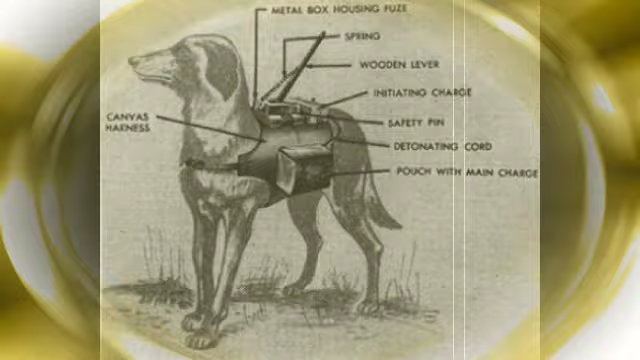 METAL BOX HOUSING FUZE
SPRING
WOODEN LEVER
INITIATING CHARGE
CANVAS
HARNESS
SAFETY PIN
DETONATING CORD
POUCH WITH MAIN CHARGE